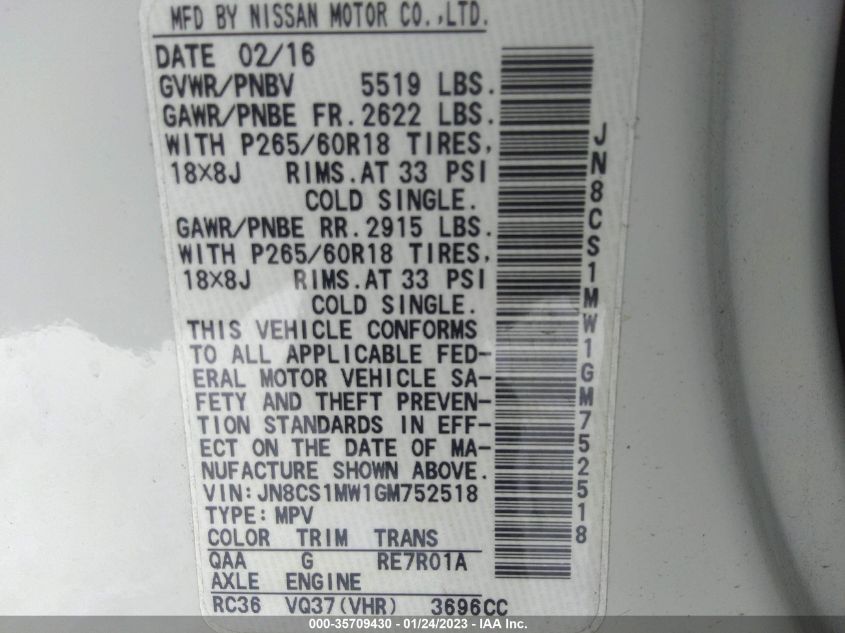 MFD BY NISSAN MOTOR CO.,LTD.
DATE 02/16
GVWR/PNBV 5519 LBS.
GAWR/PNBE FR.2622 LBS.
WITH P265/60R18 TIRES,
18X8J RIMS.AT 33 PSI
COLD SINGLE.
GAWR/PNBE RR.2915 LBS.
WITH P265/60R18 TIRES,
18X8J RIMS.AT 33 PSI
COLD SINGLE.
THIS VEHICLE CONFORMS
TO ALL APPLICABLE FED-
ERAL MOTOR VEHICLE SA-
FETY AND THEFT PREVEN-
TION STANDARDS IN EFF-
ECT ON THE DATE OF MA-
NUFACTURE SHOWN ABOVE.
VIN:JN8CS1MW1GM752518
TYPE:MPV
COLOR TRIM TRANS
QAA G RE7R01A
AXLE ENGINE
RC36 VQ37(VHR) 3696CC
JN8CS1MW1GM752518
000-35709430 - 01/24/2023 - IAAI.com